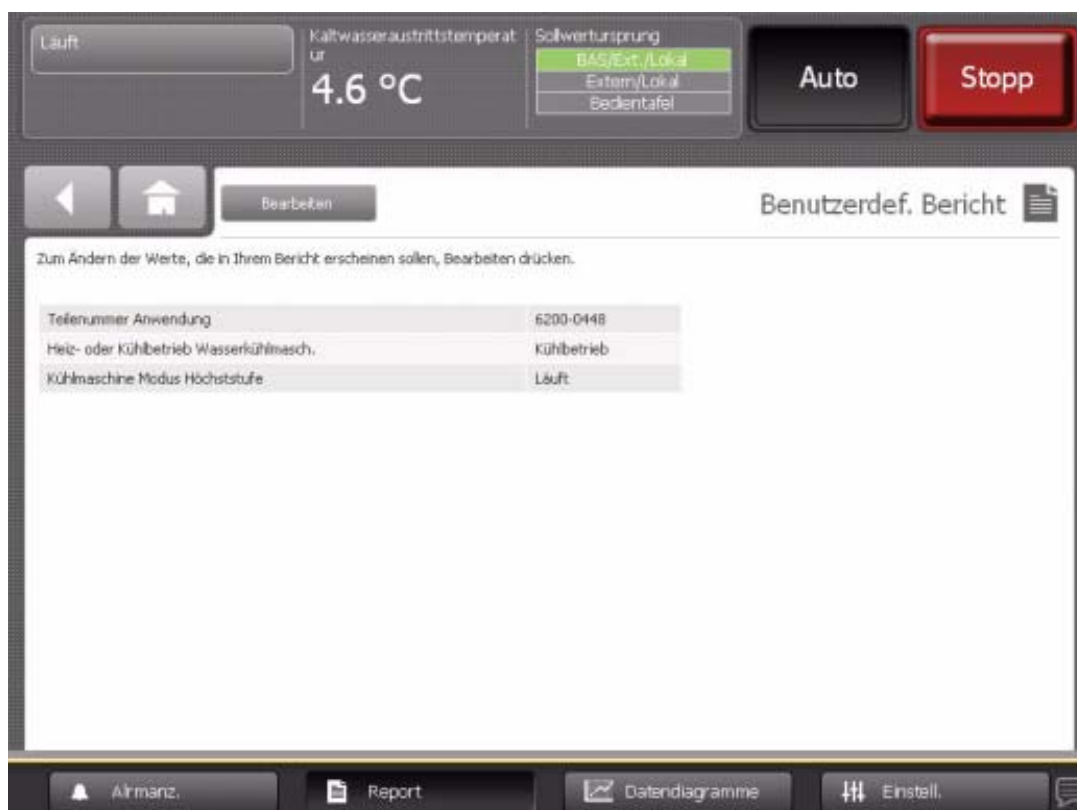 Läuft
Kaltwasseraustrittstemperat
ur
4.6 °C
Sollwertursprung
BAS/Ext./Lokal
Extern/Lokal
Bedientafel
Auto
Stopp
Bearbeiten
Benutzerdef. Bericht
Zum Ändern der Werte, die in Ihrem Bericht erscheinen sollen, Bearbeiten drücken.
Teilenummer Anwendung 6200-0448
Heiz- oder Kühlbetrieb Wasserkühlmasch. Kühlbetrieb
Kühlmaschine Modus Höchststufe Läuft
Alrmanz.
Report
Datendiagramme
Einstell.